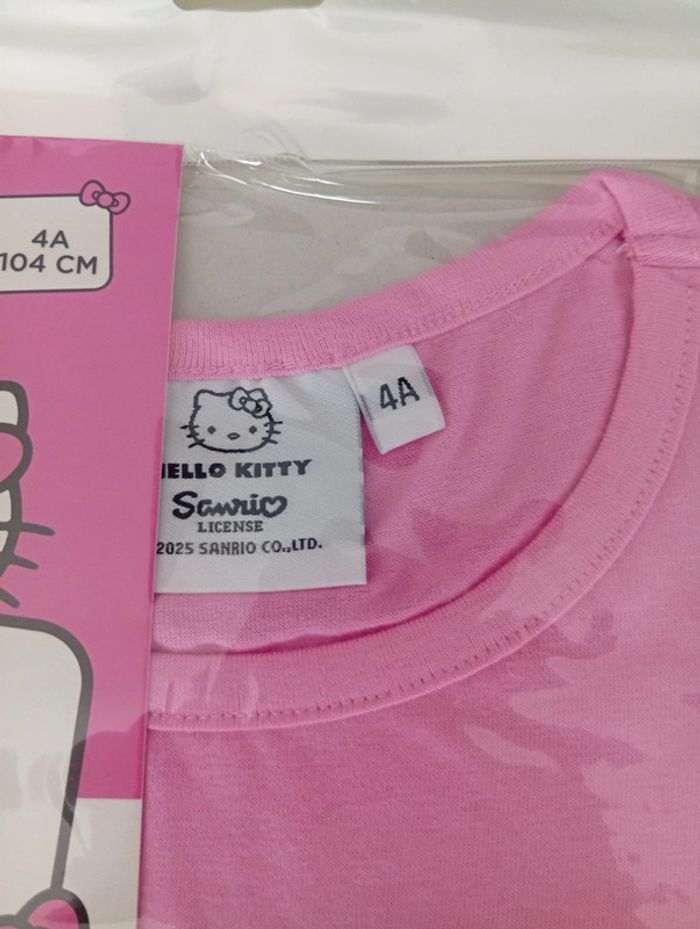 4A
104 CM
4A
HELLO KITTY
Sanrio
LICENSE
2025 SANRIO CO.,LTD.